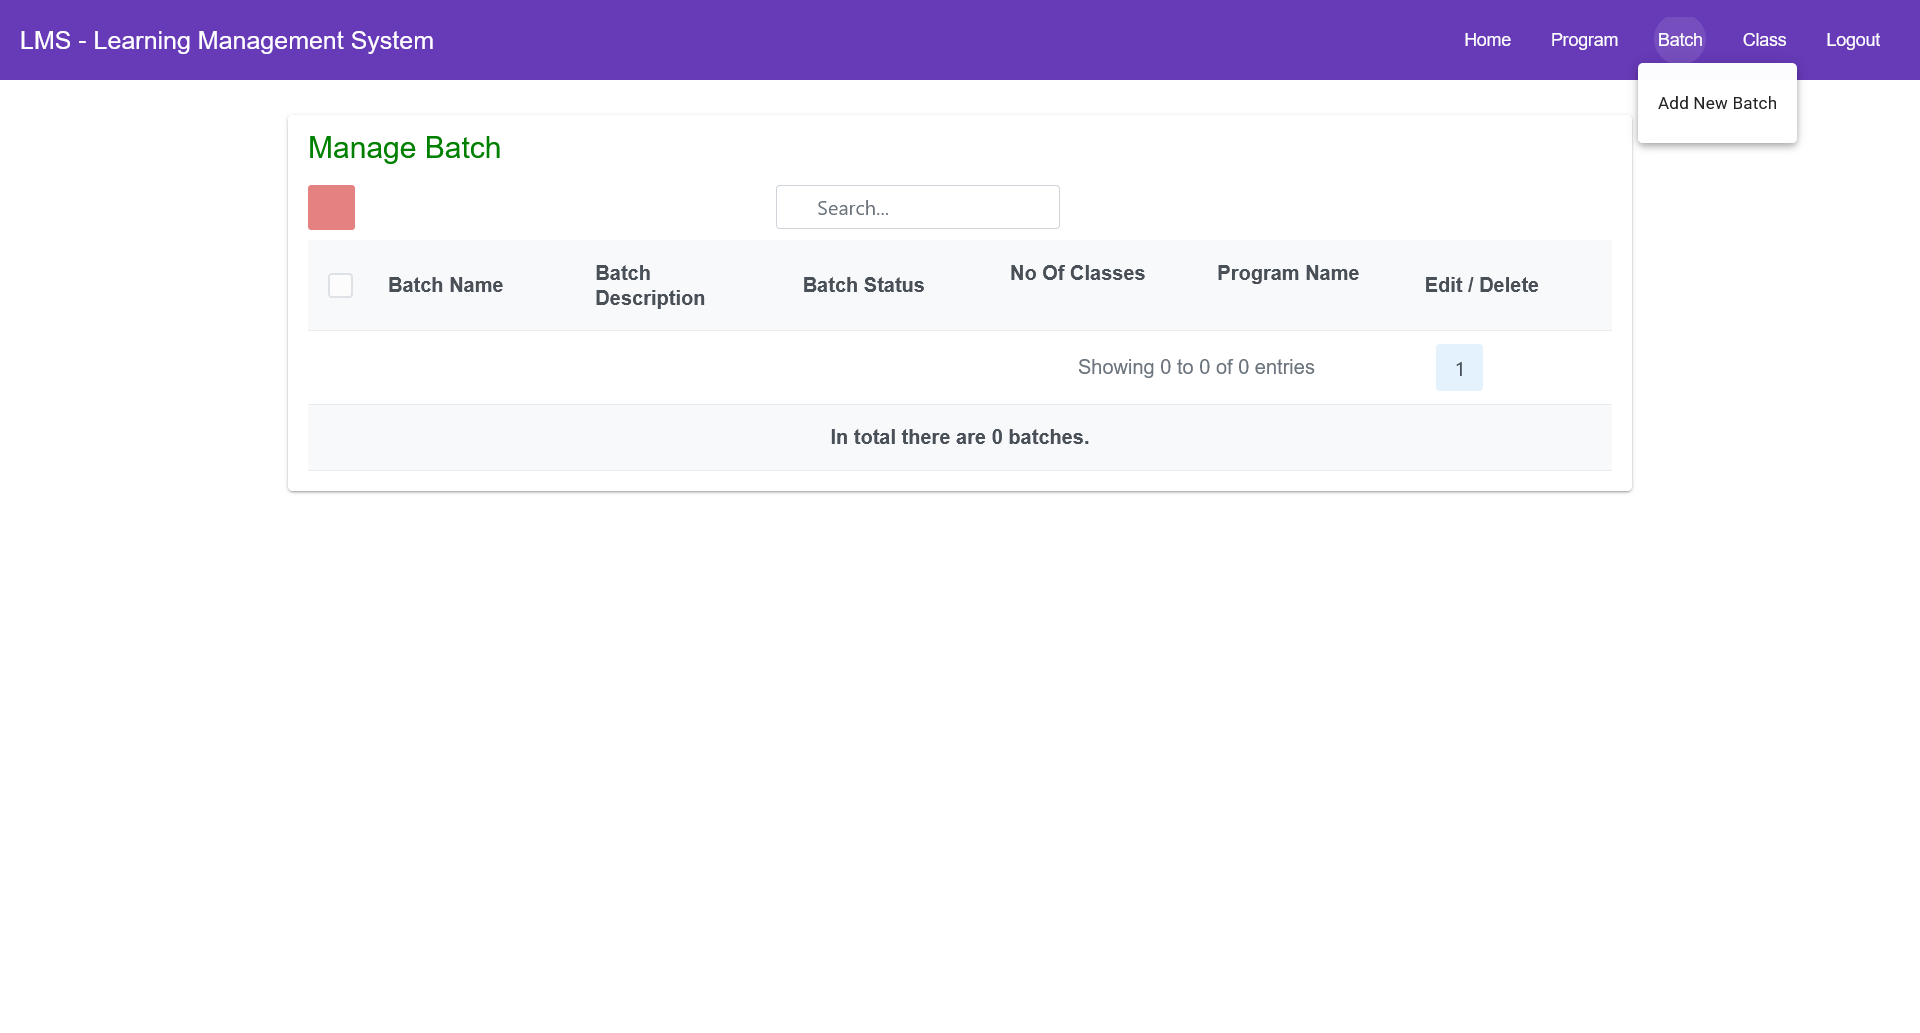 LMS - Learning Management System
Home
Program
Batch
Class
Logout
Add New Batch
Manage Batch
Search...
Batch Name
Batch
Description
Batch Status
No Of Classes
Program Name
Edit / Delete
Showing 0 to 0 of 0 entries
1
In total there are 0 batches.